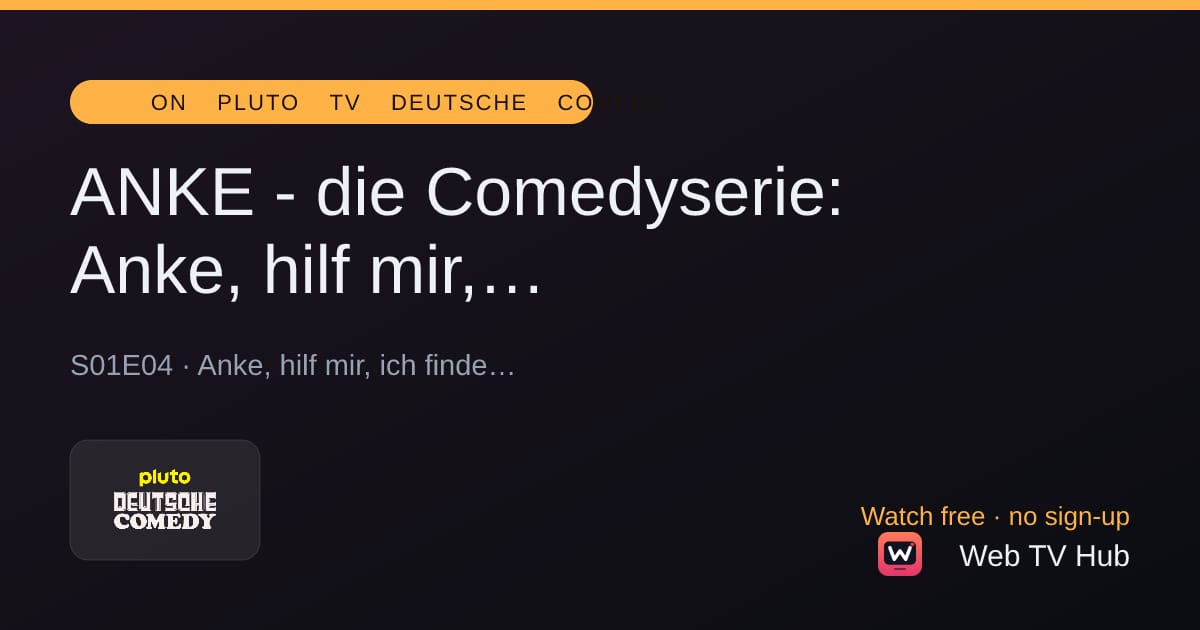 ON PLUTO TV DEUTSCHE CO
ANKE - die Comedyserie:
Anke, hilf mir,…
S01E04 · Anke, hilf mir, ich finde…
pluto
DEUTSCHE
COMEDY
Watch free · no sign-up
W
Web TV Hub